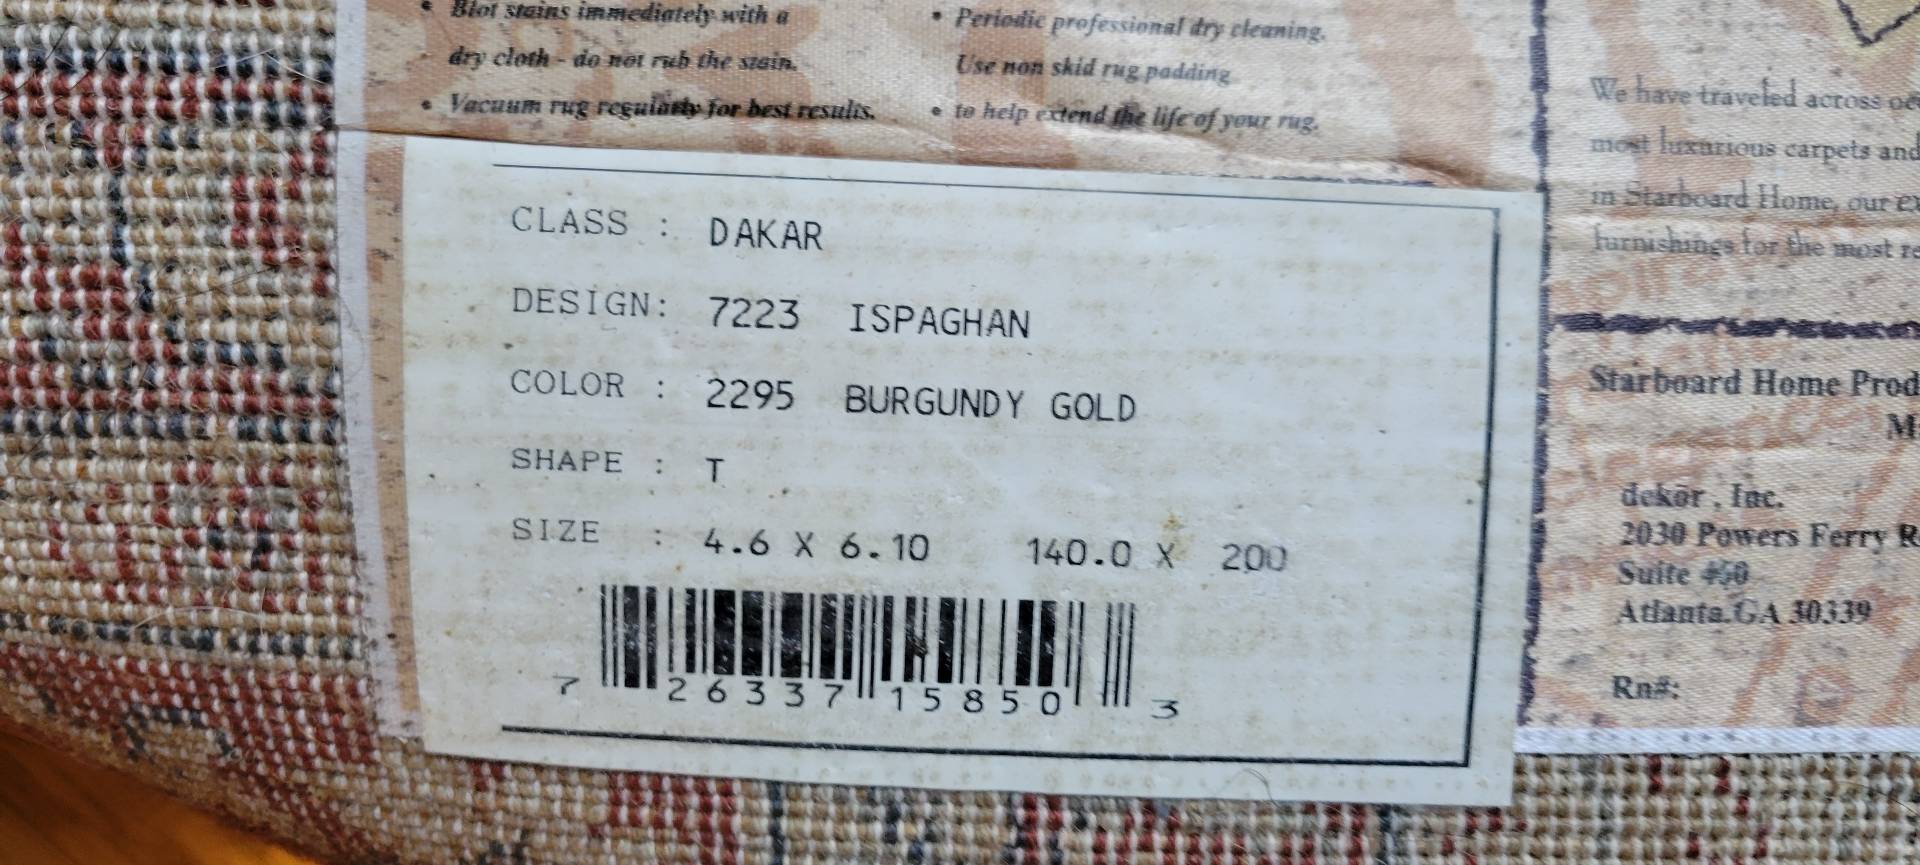 • Blot stains immediately with a
dry cloth - do not rub the stain.
• Vacuum rug regularly for best results.
• Periodic professional dry cleaning.
Use non skid rug padding
• to help extend the life of your rug.
CLASS : DAKAR
DESIGN: 7223 ISPAGHAN
COLOR : 2295 BURGUNDY GOLD
SHAPE : T
SIZE : 4.6 X 6.10 140.0 X 200
7 26337 15850 3
We have traveled across
most luxurious carpets and
in Starboard Home, our
furnishings for the most
Starboard Home
dekōr , Inc.
2030 Powers Ferry
Suite #50
Atlanta.GA 30339
Rn#: